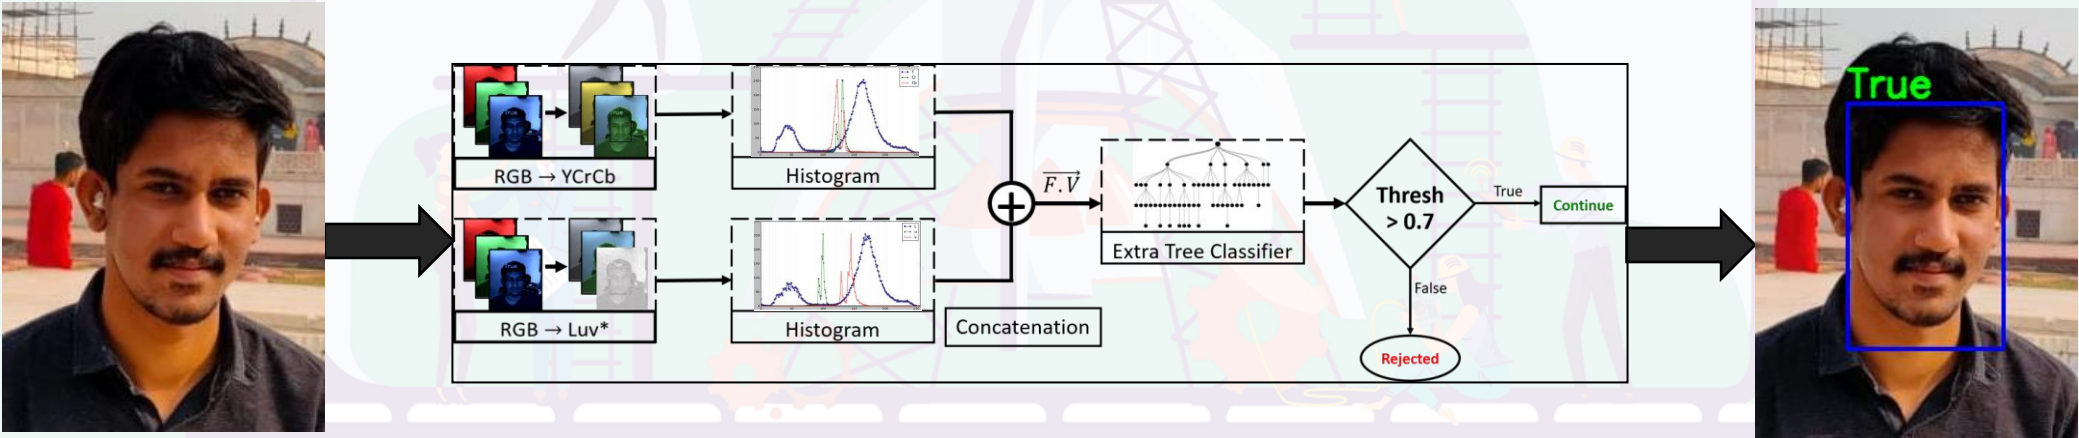 RGB → YCrCb
Histogram
RGB → Luv*
Histogram
Concatenation
F.V
Extra Tree Classifier
Thresh
> 0.7
True
Continue
False
Rejected
True